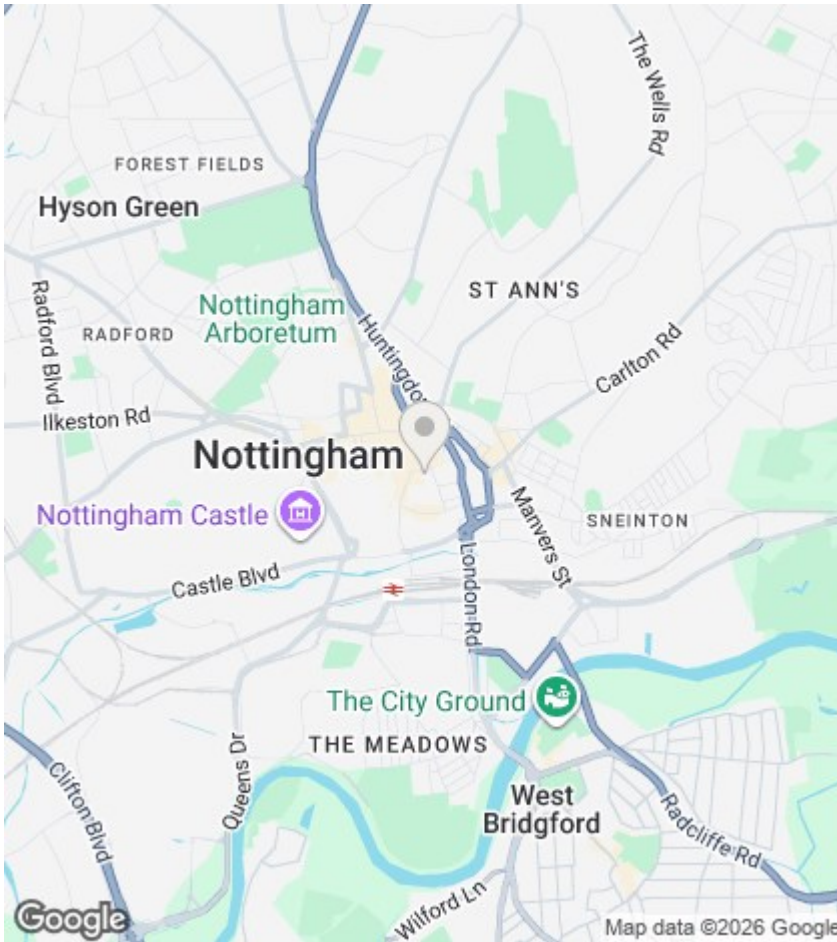 The Wells Rd
FOREST FIELDS
Hyson Green
ST ANN'S
Nottingham
Arboretum
Radford Blvd
RADFORD
Huntingdo
Carlton Rd
Ilkeston Rd
Nottingham
Nottingham Castle
Manvers St
SNEINTON
Castle Blvd
London Rd
The City Ground
THE MEADOWS
Queens Dr
Clifton Blvd
West
Bridgford
Radcliffe Rd
Wilford Ln
Google
Map data ©2026 Google